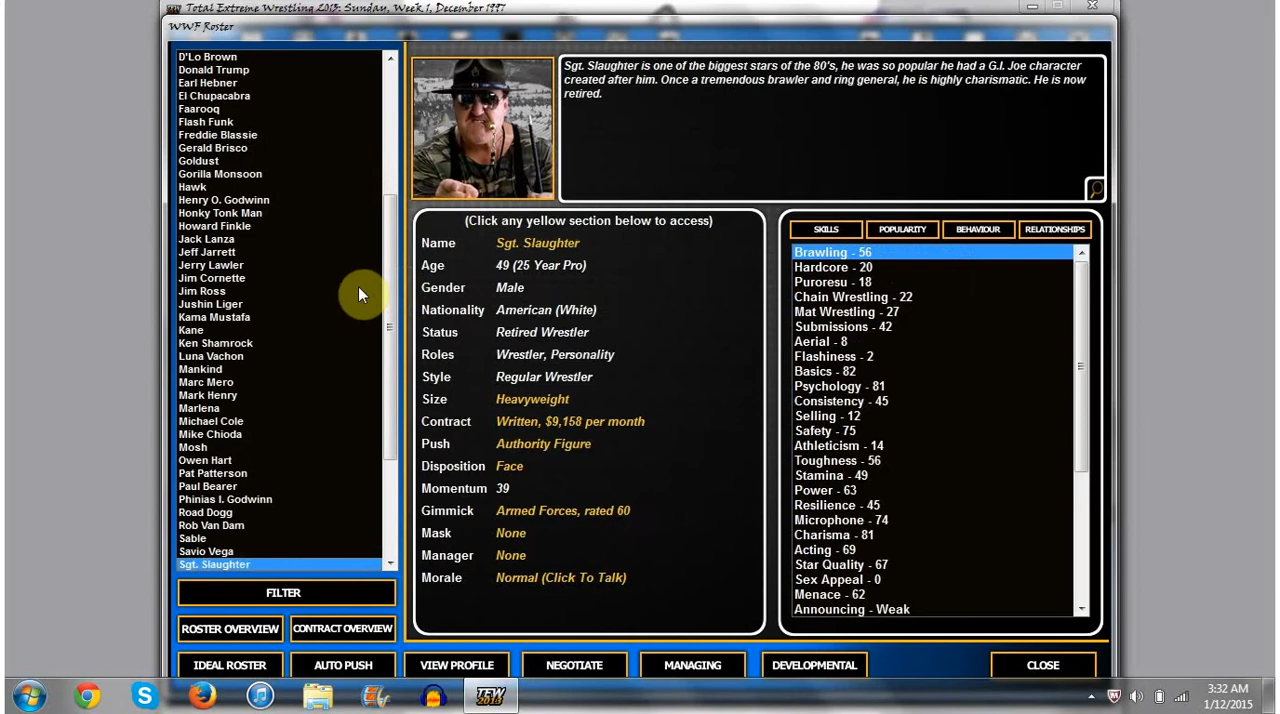 Total Extreme Wrestling 2013: Sunday, Week 1, December 1997
WWF Roster
D'Lo Brown
Donald Trump
Earl Hebner
El Chupacabra
Faarooq
Flash Funk
Freddie Blassie
Gerald Brisco
Goldust
Gorilla Monsoon
Hawk
Henry O. Godwinn
Honky Tonk Man
Howard Finkle
Jack Lanza
Jeff Jarrett
Jerry Lawler
Jim Cornette
Jim Ross
Jushin Liger
Kama Mustafa
Kane
Ken Shamrock
Luna Vachon
Mankind
Marc Mero
Mark Henry
Marlena
Michael Cole
Mike Chioda
Mosh
Owen Hart
Pat Patterson
Paul Bearer
Phinias I. Godwinn
Road Dogg
Rob Van Dam
Sable
Savio Vega
Sgt. Slaughter
FILTER
ROSTER OVERVIEW CONTRACT OVERVIEW
Sgt. Slaughter is one of the biggest stars of the 80's, he was so popular he had a G.I. Joe character
created after him. Once a tremendous brawler and ring general, he is highly charismatic. He is now
retired.
(Click any yellow section below to access)
Name Sgt. Slaughter
Age 49 (25 Year Pro)
Gender Male
Nationality American (White)
Status Retired Wrestler
Roles Wrestler, Personality
Style Regular Wrestler
Size Heavyweight
Contract Written, $9,158 per month
Push Authority Figure
Disposition Face
Momentum 39
Gimmick Armed Forces, rated 60
Mask None
Manager None
Morale Normal (Click To Talk)
SKILLS POPULARITY BEHAVIOUR RELATIONSHIPS
Brawling - 56
Hardcore - 20
Puroresu - 18
Chain Wrestling - 22
Mat Wrestling - 27
Submissions - 42
Aerial - 8
Flashiness - 2
Basics - 82
Psychology - 81
Consistency - 45
Selling - 12
Safety - 75
Athleticism - 14
Toughness - 56
Stamina - 49
Power - 63
Resilience - 45
Microphone - 74
Charisma - 81
Acting - 69
Star Quality - 67
Sex Appeal - 0
Menace - 62
Announcing - Weak
IDEAL ROSTER AUTO PUSH VIEW PROFILE NEGOTIATE MANAGING DEVELOPMENTAL CLOSE
TEW
2013
3:32 AM
1/12/2015